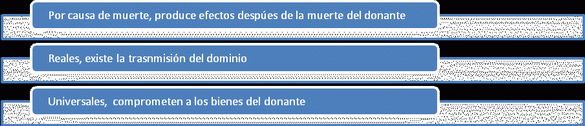 Por causa de muerte, produce efectos despúes de la muerte del donante
Reales, existe la trasnmisión del dominio
Universales, comprometen a los bienes del donante